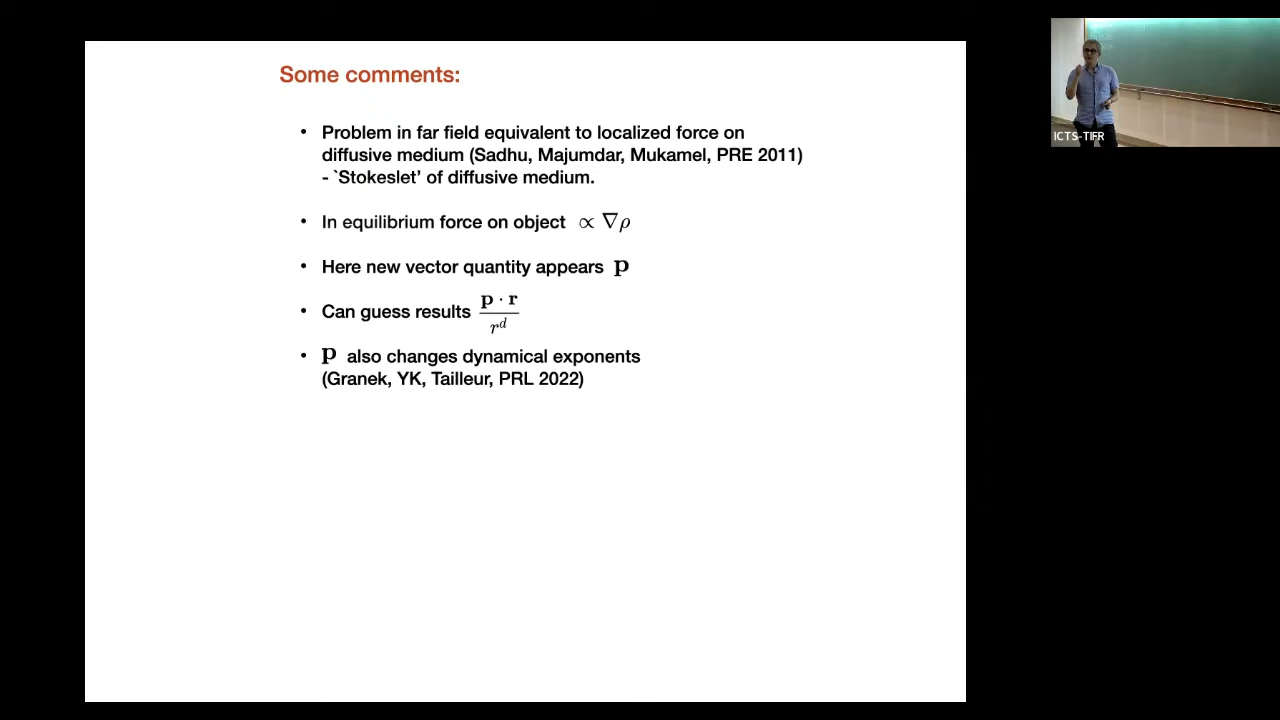 Some comments:
• Problem in far field equivalent to localized force on
diffusive medium (Sadhu, Majumdar, Mukamel, PRE 2011)
- `Stokeslet’ of diffusive medium.
• In equilibrium force on object ∝ ∇ρ
• Here new vector quantity appears p
• Can guess results p · r / r^d
• p also changes dynamical exponents
(Granek, YK, Tailleur, PRL 2022)
ICTS-TIFR